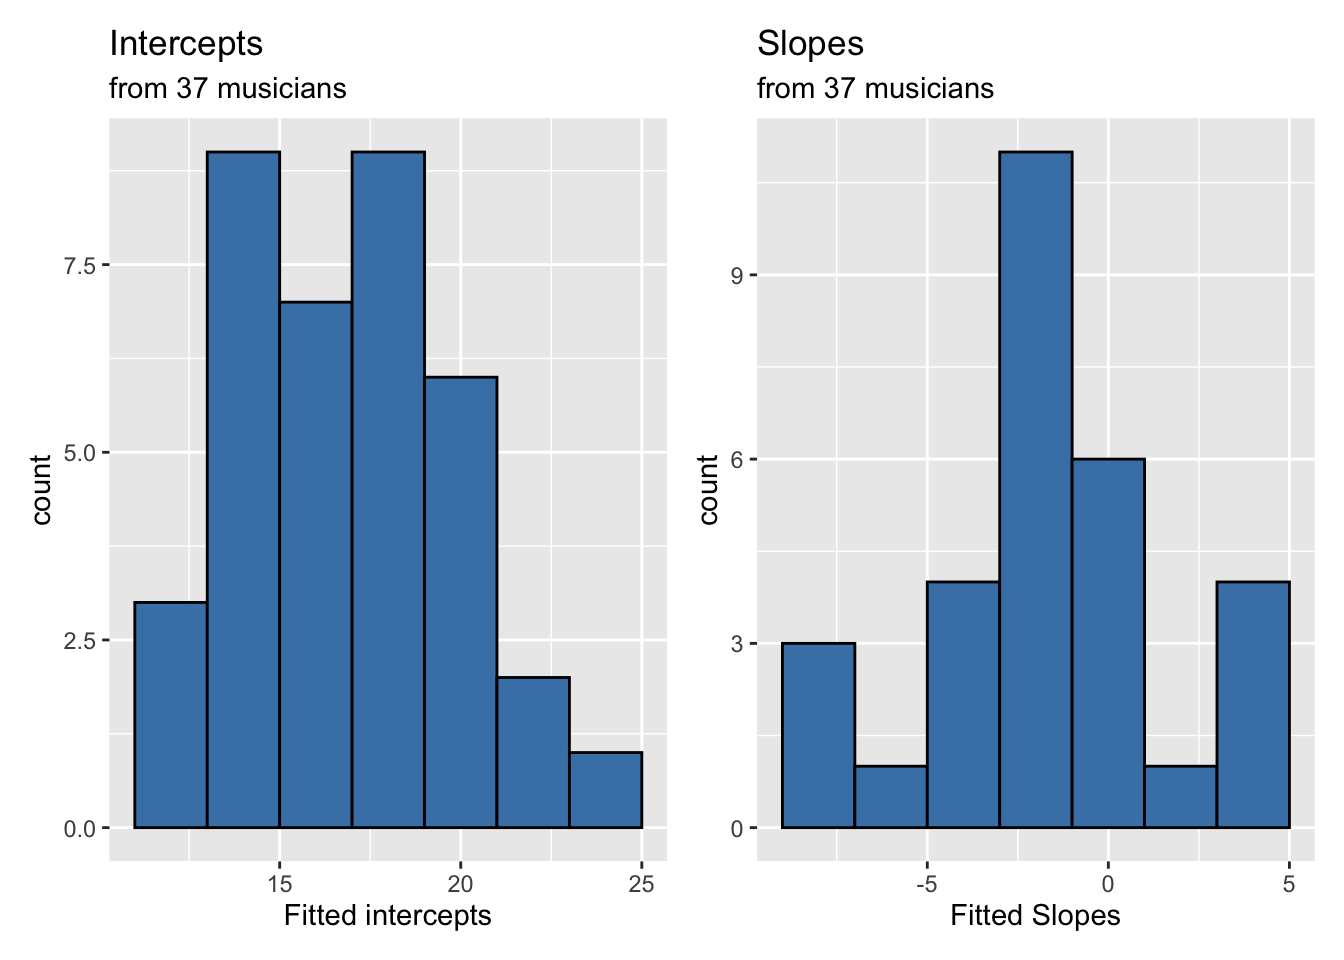 Intercepts
from 37 musicians
count
7.5
5.0
2.5
0.0
15 20 25
Fitted intercepts
Slopes
from 37 musicians
count
9
6
3
0
-5 0 5
Fitted Slopes